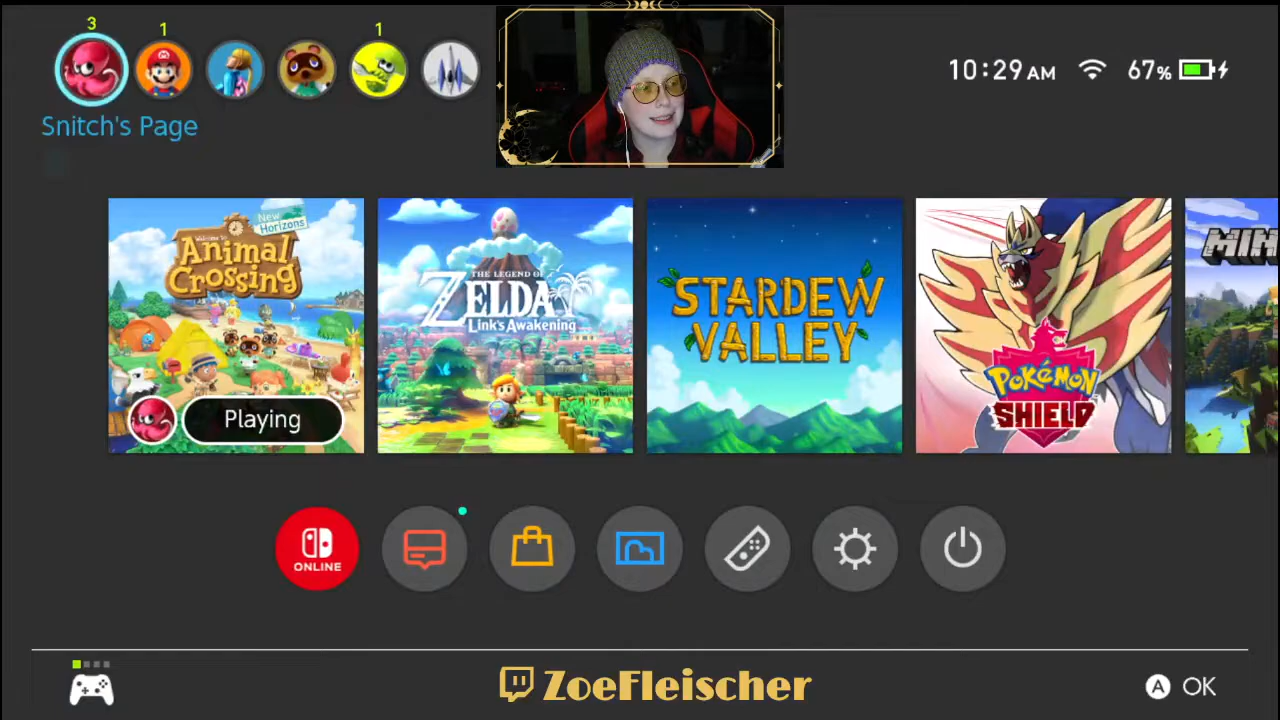 3
1
1
10:29 AM
67%
Snitch's Page
Welcome to
Animal
Crossing
New
Horizons
Playing
THE LEGEND OF
ZELDA
Link's Awakening
STARDEW
VALLEY
POKÉMON
SHIELD
MIN
ONLINE
ZoeFleischer
A OK